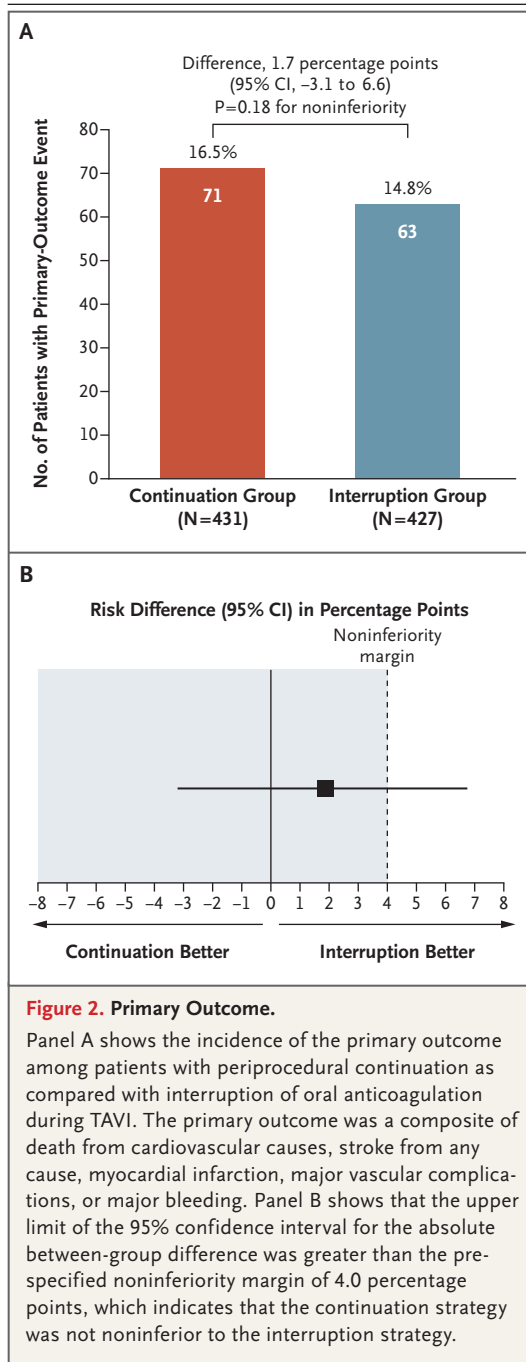 A
Difference, 1.7 percentage points
(95% CI, –3.1 to 6.6)
P=0.18 for noninferiority
No. of Patients with Primary-Outcome Event
80
70
60
50
40
30
20
10
0
16.5%
71
14.8%
63
Continuation Group
(N=431)
Interruption Group
(N=427)
B
Risk Difference (95% CI) in Percentage Points
Noninferiority
margin
–8 –7 –6 –5 –4 –3 –2 –1 0 1 2 3 4 5 6 7 8
Continuation Better
Interruption Better
Figure 2. Primary Outcome.
Panel A shows the incidence of the primary outcome
among patients with periprocedural continuation as
compared with interruption of oral anticoagulation
during TAVI. The primary outcome was a composite of
death from cardiovascular causes, stroke from any
cause, myocardial infarction, major vascular complica-
tions, or major bleeding. Panel B shows that the upper
limit of the 95% confidence interval for the absolute
between-group difference was greater than the pre-
specified noninferiority margin of 4.0 percentage
points, which indicates that the continuation strategy
was not noninferior to the interruption strategy.